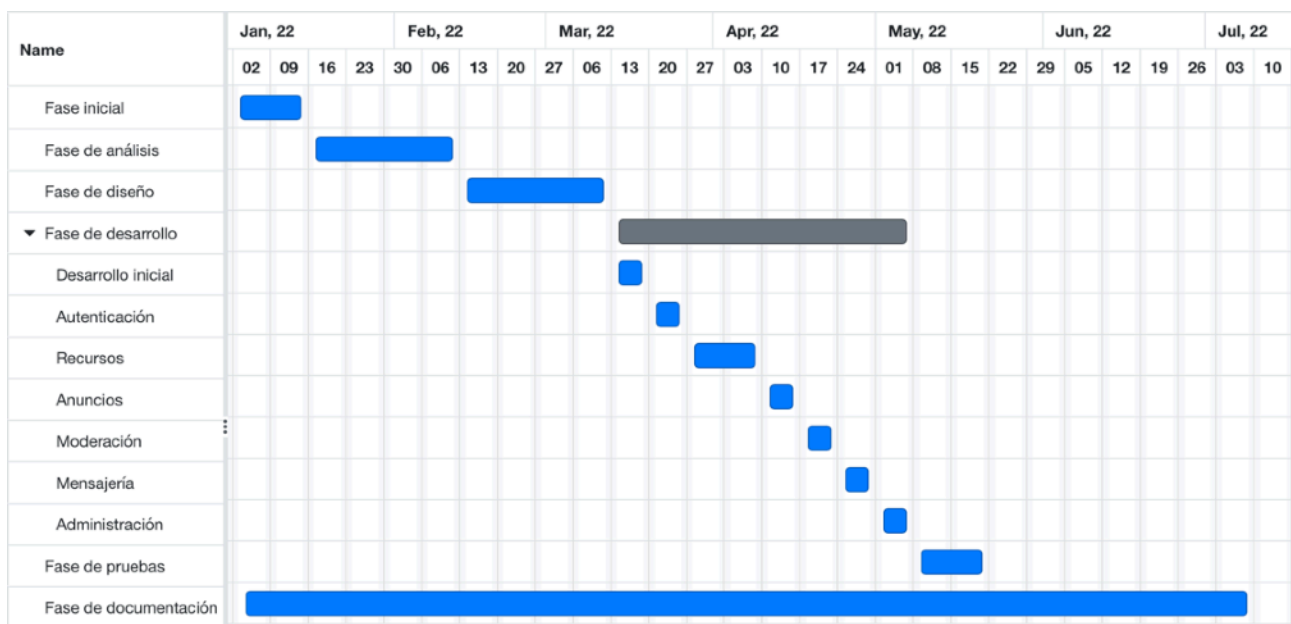 Name
Jan, 22 Feb, 22 Mar, 22 Apr, 22 May, 22 Jun, 22 Jul, 22
02 09 16 23 30 06 13 20 27 06 13 20 27 03 10 17 24 01 08 15 22 29 05 12 19 26 03 10
Fase inicial
Fase de análisis
Fase de diseño
Fase de desarrollo
Desarrollo inicial
Autenticación
Recursos
Anuncios
Moderación
Mensajería
Administración
Fase de pruebas
Fase de documentación